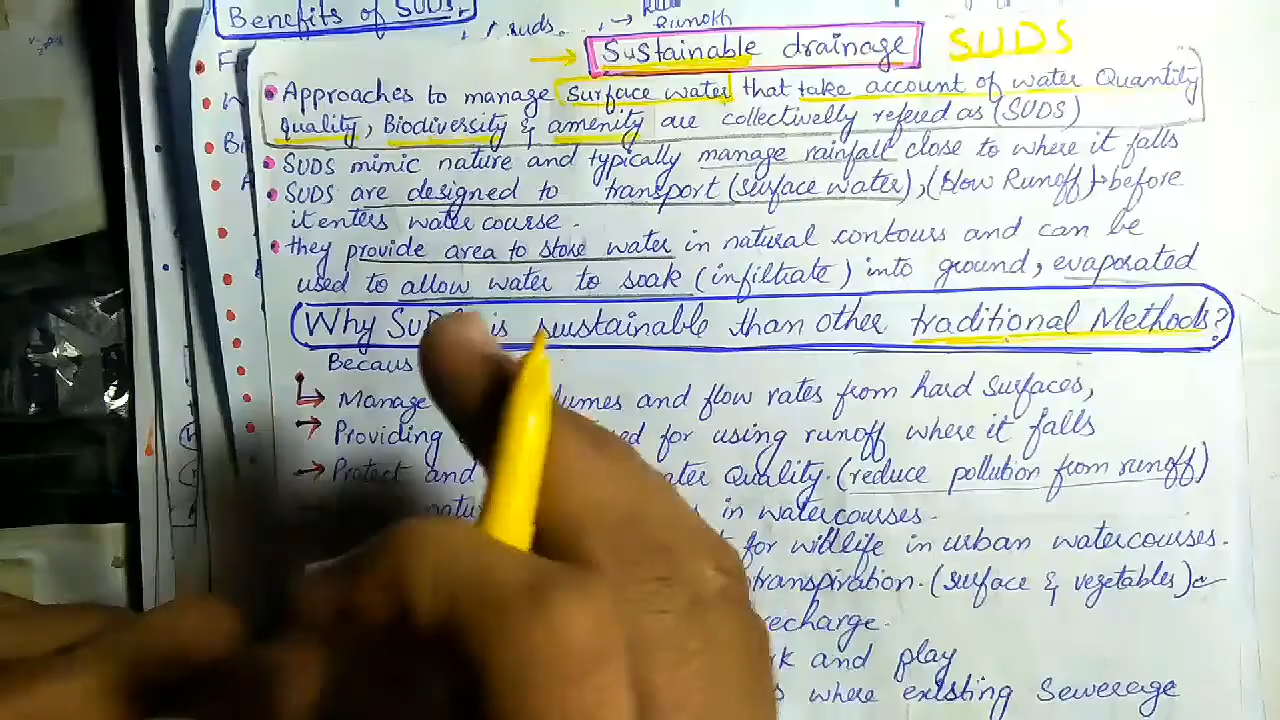 Benefits of SUDS
suds.
→ Runoff
→ Sustainable drainage SUDS
• Approaches to manage surface water that take account of water Quantity
quality, Biodiversity & amenity are collectivelly refered as (SUDS)
• SUDS mimic nature and typically manage rainfall close to where it falls
• SUDS are designed to transport (surface water), (slow Runoff) before
it enters water course.
• they provide area to store water in natural contours and can be
used to allow water to soak (infiltrate) into ground, evaporated
Why SUDS is sustainable than other traditional Methods?
Becaus
→ Manage lumes and flow rates from hard surfaces,
→ Providing for using runoff where it falls
→ Protect and ater Quality. (reduce pollution from runoff)
natu in watercourses.
for wildlife in urban watercourses.
transpiration. (surface & vegetables)
recharge.
and play
where existing sewerage